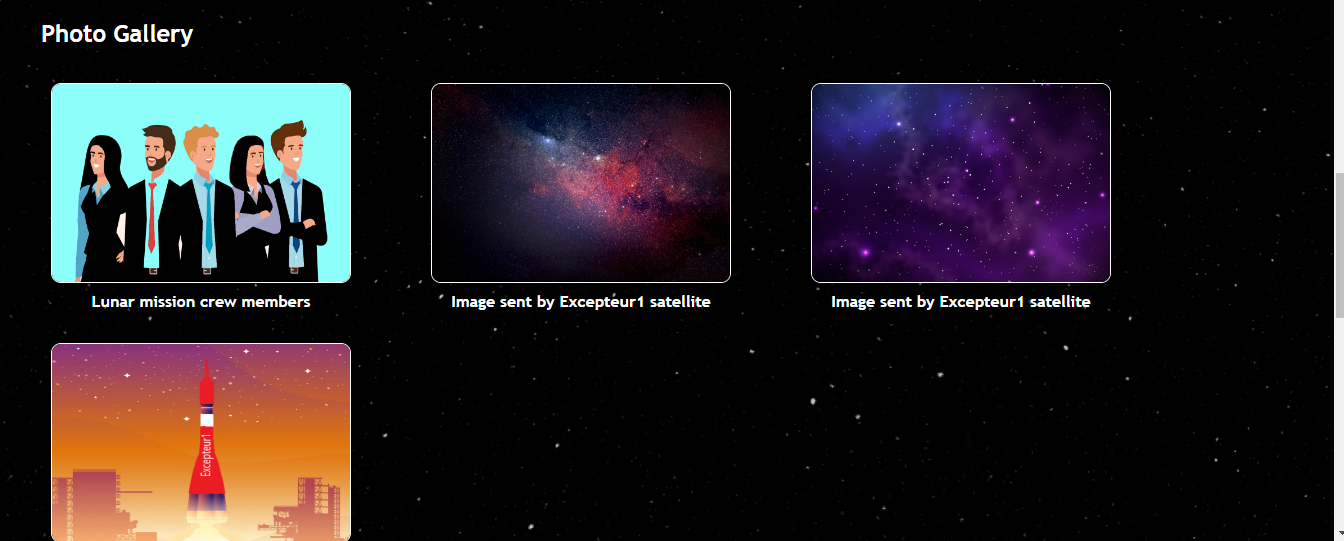 Photo Gallery
Lunar mission crew members
Image sent by Excepteur1 satellite
Image sent by Excepteur1 satellite
Excepteur1